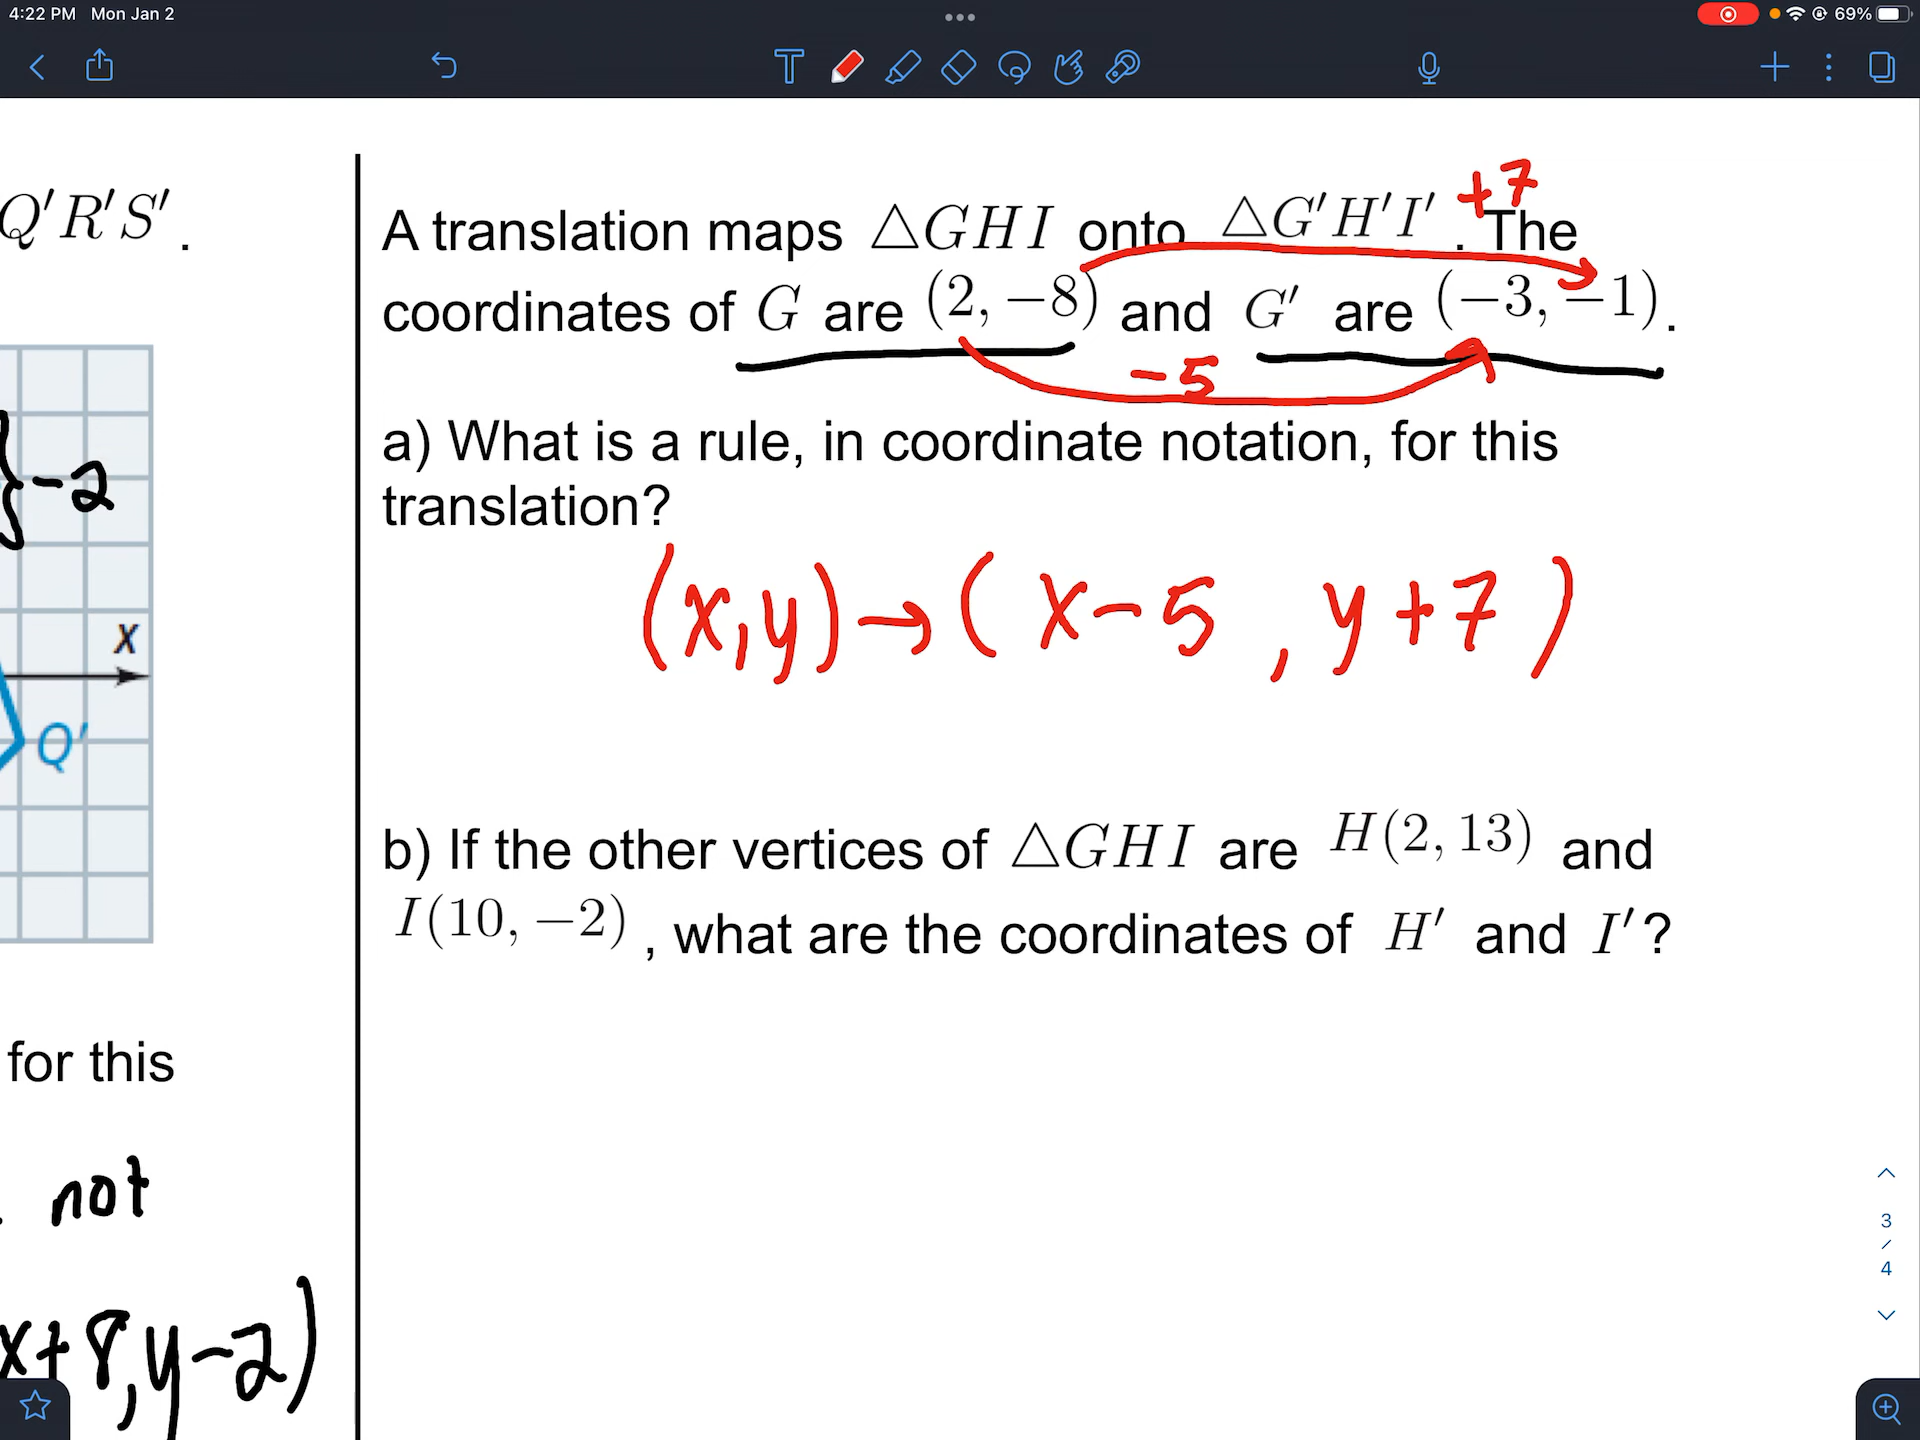 4:22 PM Mon Jan 2
69%
Q'R'S'.
-2
X
Q'
for this
not
x+8,y-2)
+7
A translation maps △GHI onto △G'H'I'. The
coordinates of G are (2, −8) and G' are (−3, −1).
-5
a) What is a rule, in coordinate notation, for this
translation?
(x,y)→( x-5 , y+7 )
b) If the other vertices of △GHI are H(2, 13) and
I(10, −2) , what are the coordinates of H' and I'?
3
/
4